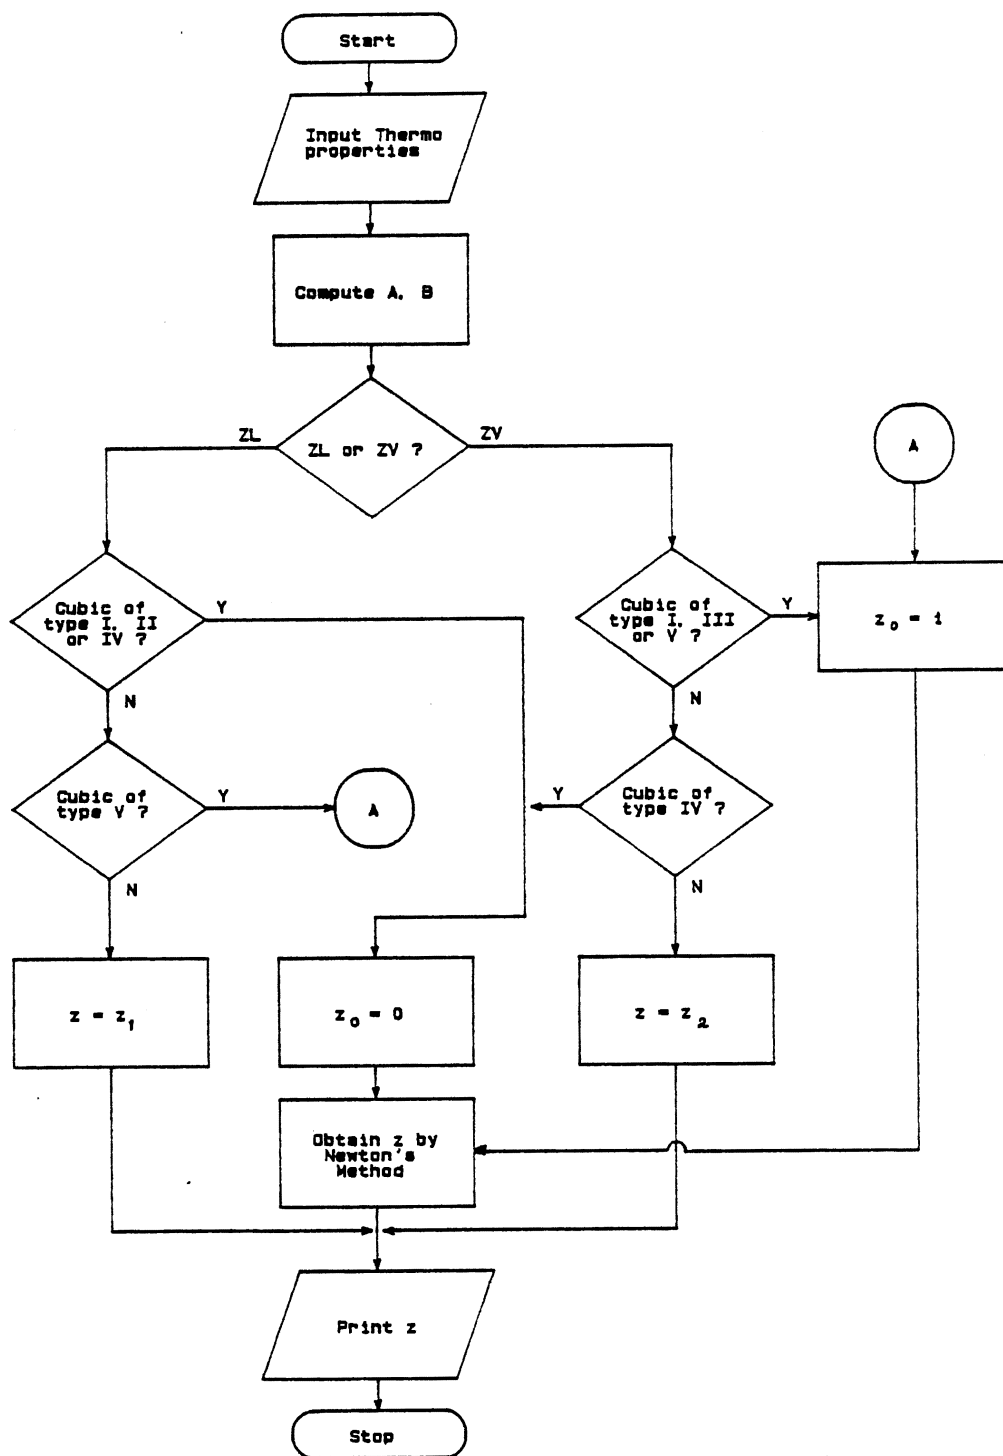 Start
Input Thermo
properties
Compute A, B
ZL or ZV ?
ZL
ZV
A
Cubic of
type I, II
or IV ?
Y
N
Cubic of
type I, III
or V ?
Y
N
z₀ = 1
Cubic of
type V ?
Y
N
A
Cubic of
type IV ?
Y
N
z = z₁
z₀ = 0
z = z₂
Obtain z by
Newton's
Method
Print z
Stop